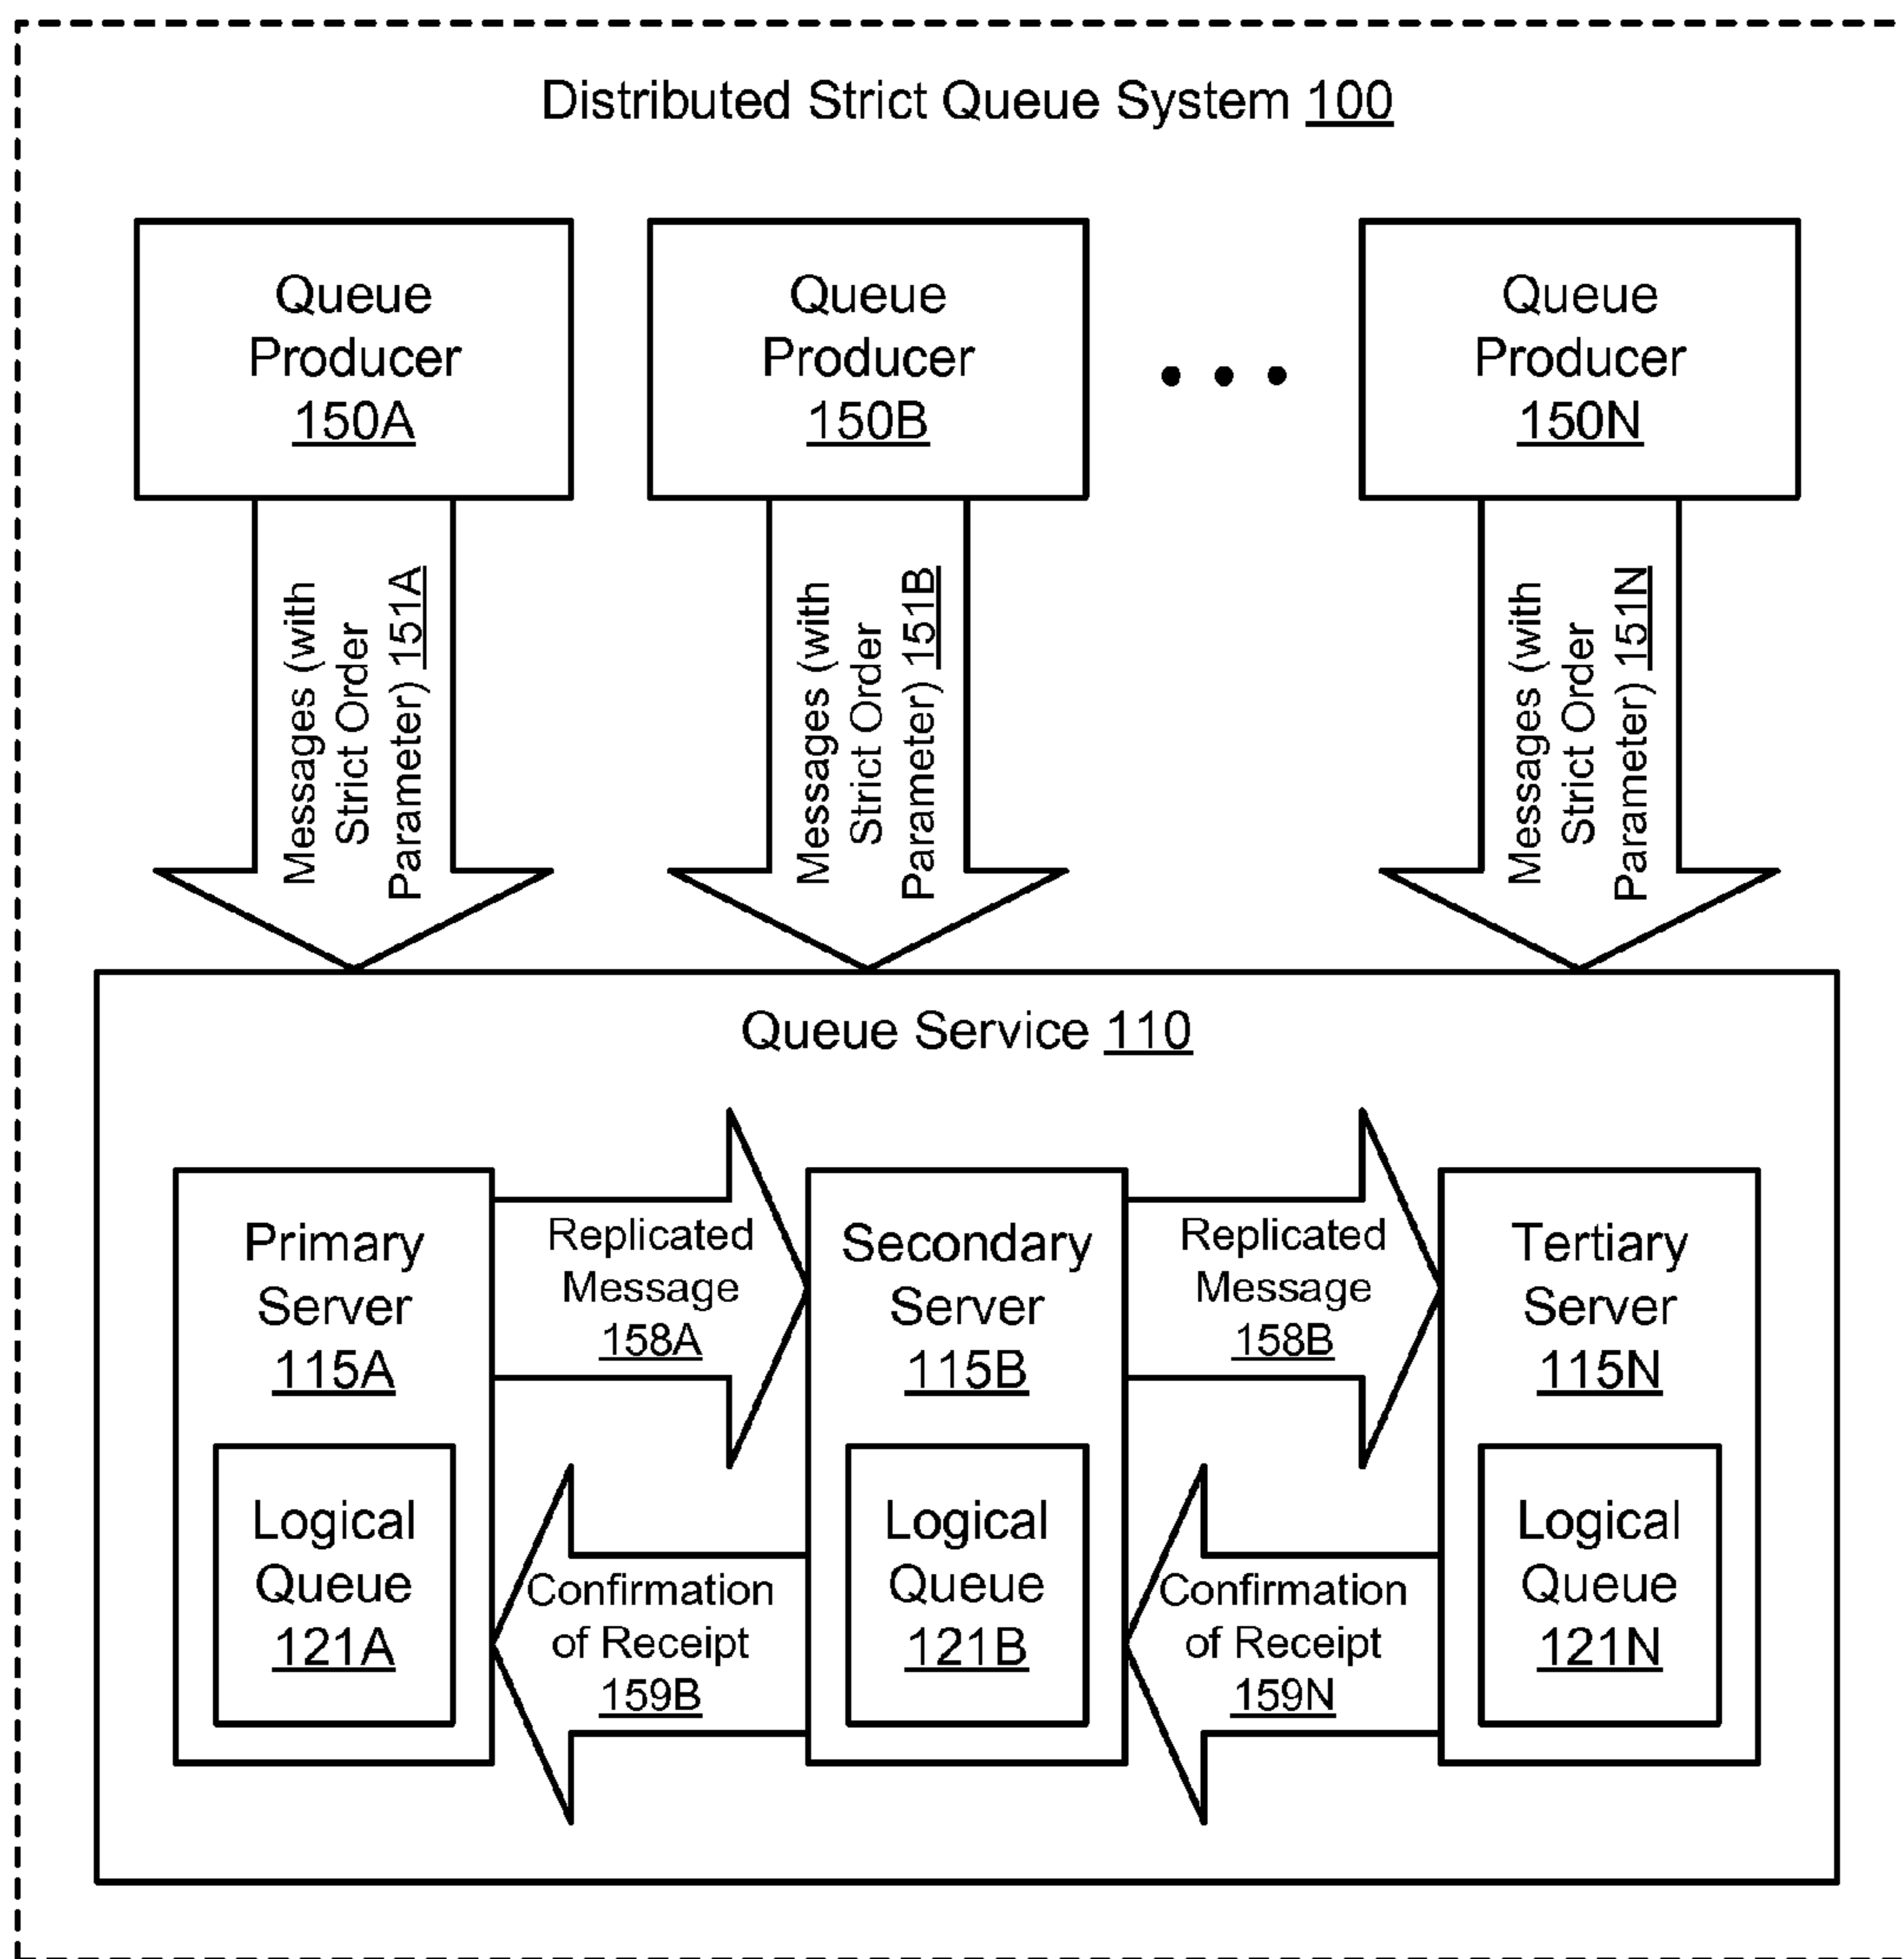 Distributed Strict Queue System 100
Queue
Producer
150A
Queue
Producer
150B
Queue
Producer
150N
Messages (with
Strict Order
Parameter) 151A
Messages (with
Strict Order
Parameter) 151B
Messages (with
Strict Order
Parameter) 151N
Queue Service 110
Primary
Server
115A
Replicated
Message
158A
Secondary
Server
115B
Replicated
Message
158B
Tertiary
Server
115N
Logical
Queue
121A
Confirmation
of Receipt
159B
Logical
Queue
121B
Confirmation
of Receipt
159N
Logical
Queue
121N